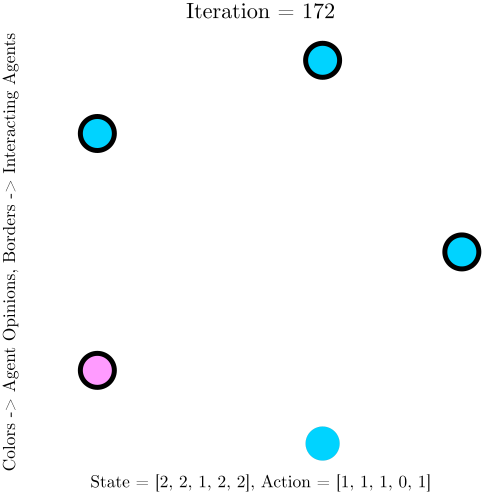 Iteration = 172
Colors -> Agent Opinions, Borders -> Interacting Agents
State = [2, 2, 1, 2, 2], Action = [1, 1, 1, 0, 1]